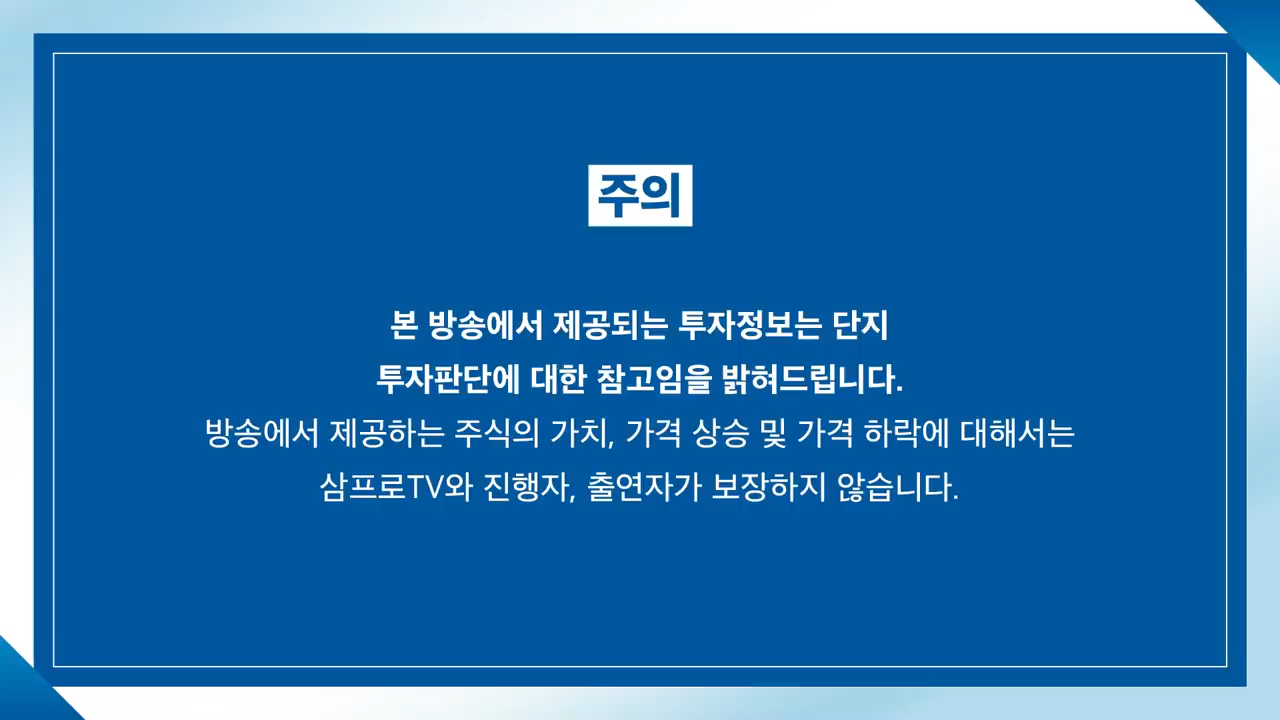 주의
본 방송에서 제공되는 투자정보는 단지
투자판단에 대한 참고임을 밝혀드립니다.
방송에서 제공하는 주식의 가치, 가격 상승 및 가격 하락에 대해서는
삼프로TV와 진행자, 출연자가 보장하지 않습니다.